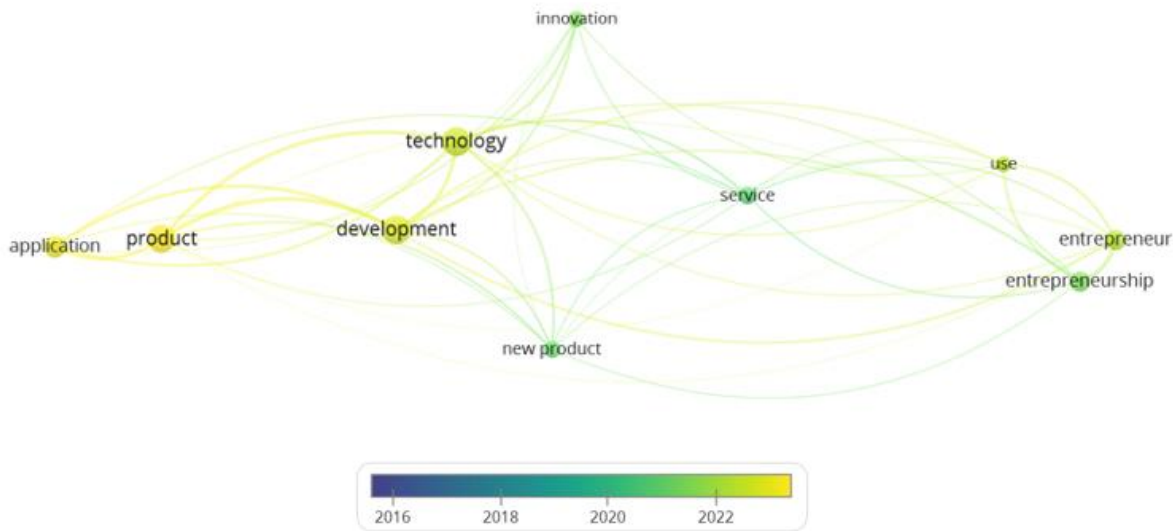 innovation
technology
use
service
development
product
application
entrepreneur
entrepreneurship
new product
2016 2018 2020 2022